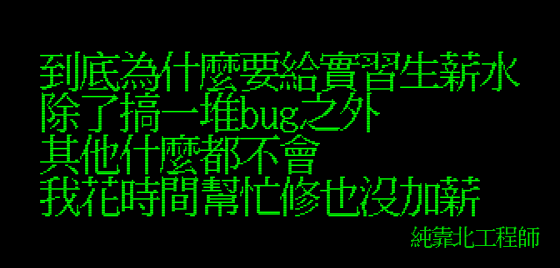 到底為什麼要給實習生薪水
除了搞一堆bug之外
其他什麼都不會
我花時間幫忙修也沒加薪
純靠北工程師